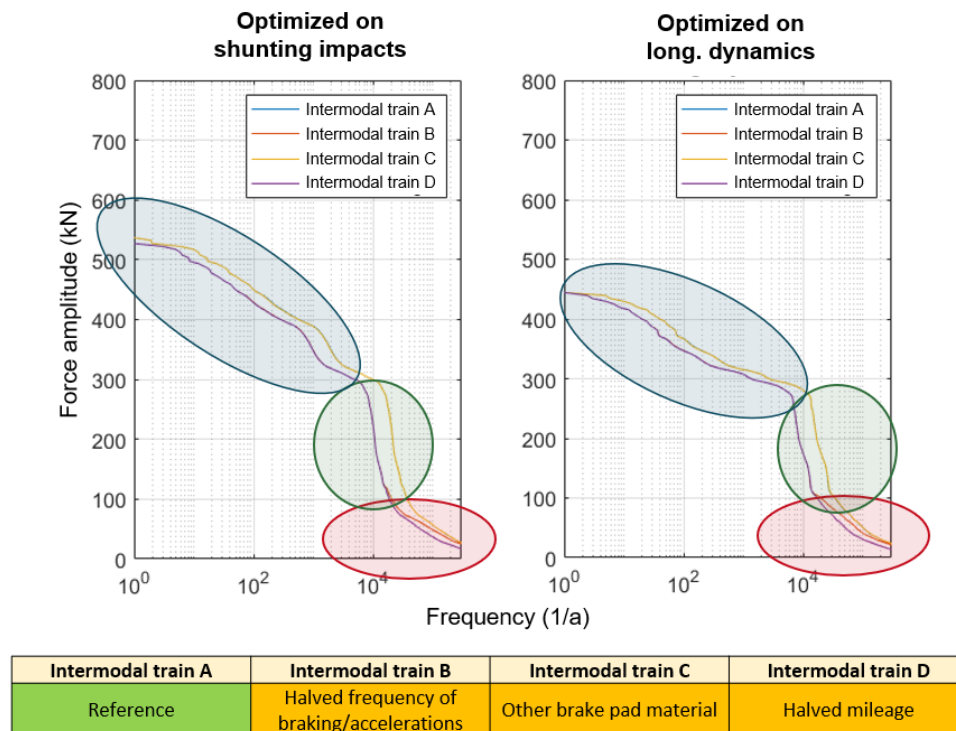 Optimized on
shunting impacts
Optimized on
long. dynamics
Force amplitude (kN)
800
700
600
500
400
300
200
100
0
10^0
10^2
10^4
Intermodal train A
Intermodal train B
Intermodal train C
Intermodal train D
800
700
600
500
400
300
200
100
0
10^0
10^2
10^4
Intermodal train A
Intermodal train B
Intermodal train C
Intermodal train D
Frequency (1/a)
Intermodal train A Intermodal train B Intermodal train C Intermodal train D
Reference
Halved frequency of
braking/accelerations
Other brake pad material
Halved mileage